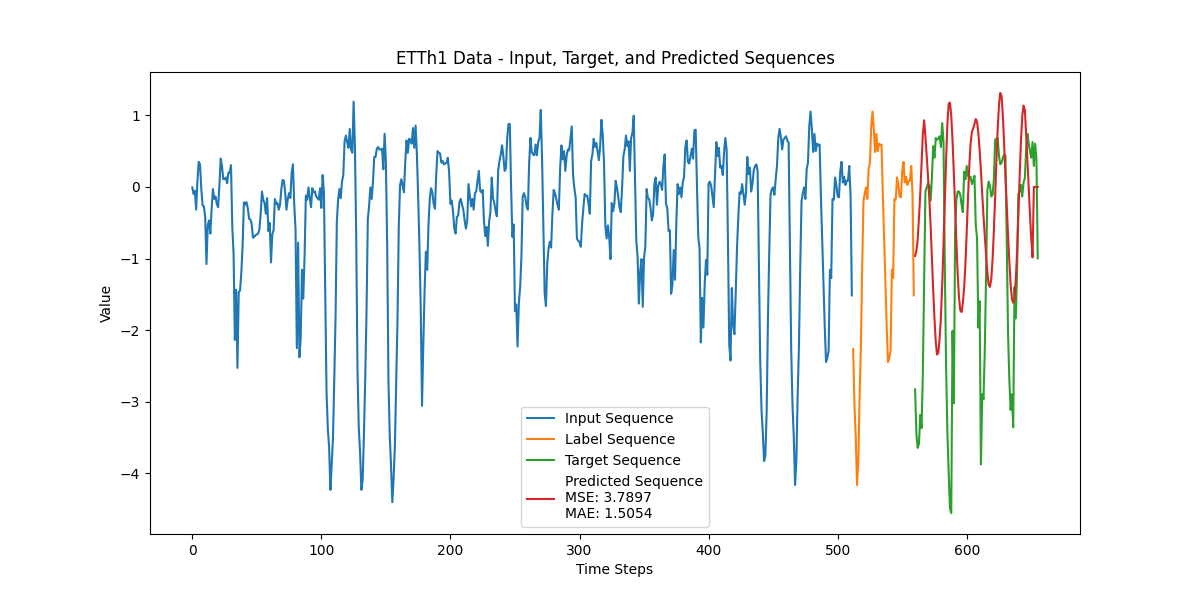 ETTh1 Data - Input, Target, and Predicted Sequences
Value
1
0
−1
−2
−3
−4
Input Sequence
Label Sequence
Target Sequence
Predicted Sequence
MSE: 3.7897
MAE: 1.5054
0
100
200
300
400
500
600
Time Steps